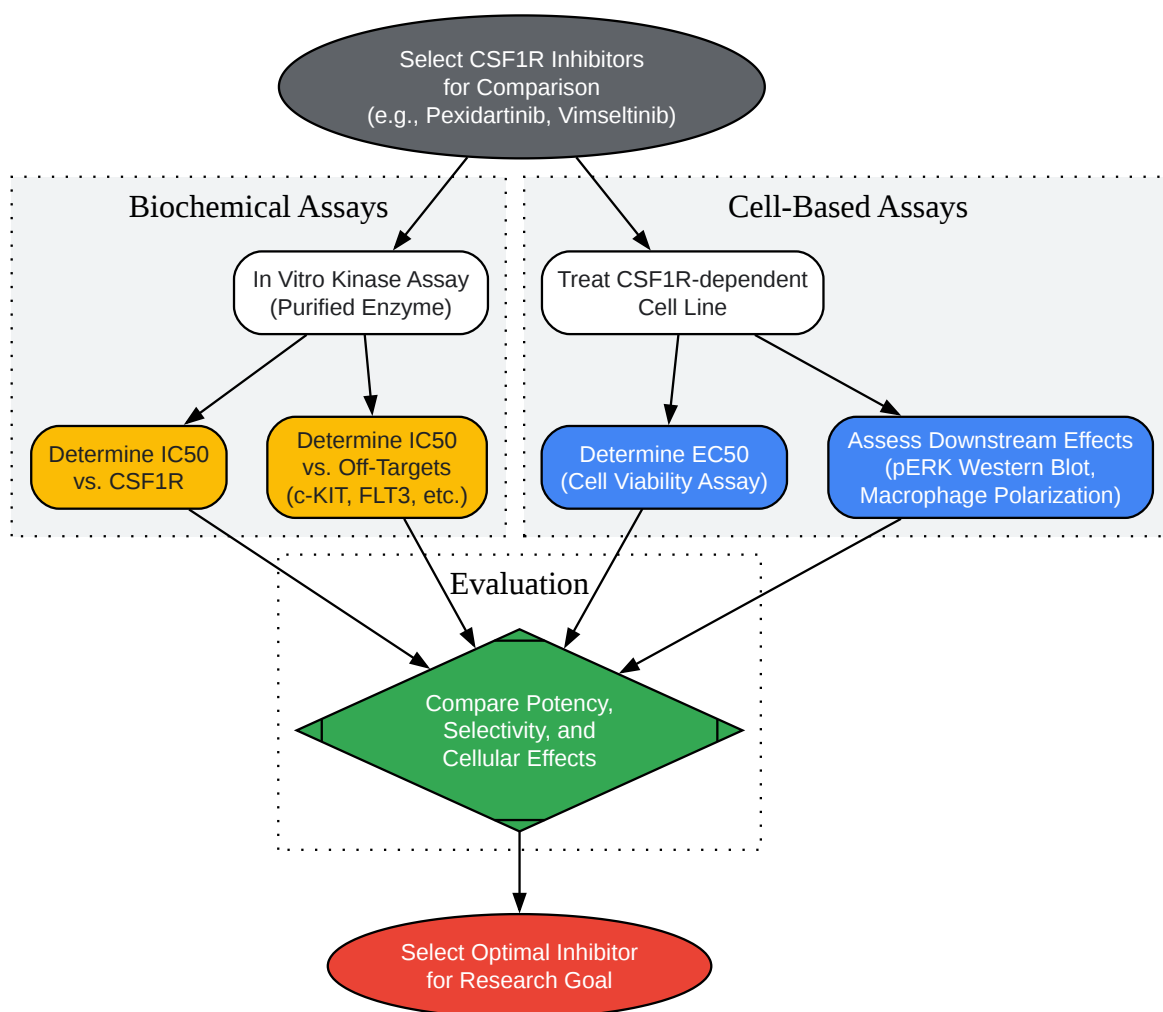 Select CSF1R Inhibitors
for Comparison
(e.g., Pexidartinib, Vimseltinib)
Biochemical Assays
Cell-Based Assays
In Vitro Kinase Assay
(Purified Enzyme)
Treat CSF1R-dependent
Cell Line
Determine IC50
vs. CSF1R
Determine IC50
vs. Off-Targets
(c-KIT, FLT3, etc.)
Determine EC50
(Cell Viability Assay)
Assess Downstream Effects
(pERK Western Blot,
Macrophage Polarization)
Evaluation
Compare Potency,
Selectivity, and
Cellular Effects
Select Optimal Inhibitor
for Research Goal